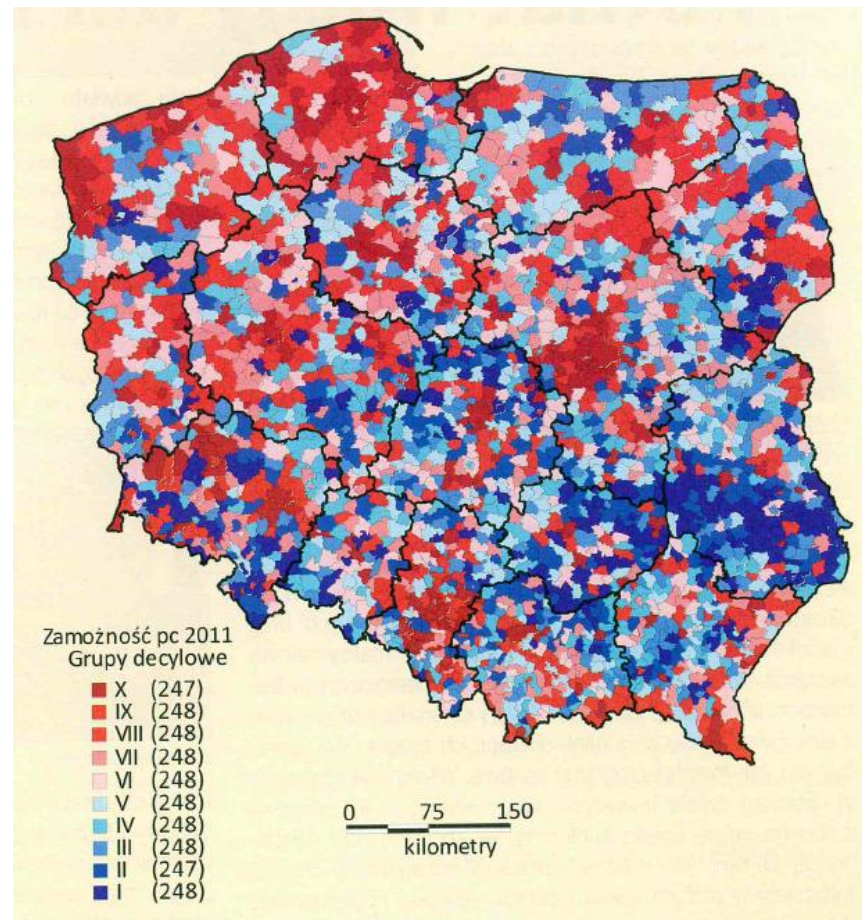 Zamożność pc 2011
Grupy decylowe
X (247)
IX (248)
VIII (248)
VII (248)
VI (248)
V (248)
IV (248)
III (248)
II (247)
I (248)
0 75 150
kilometry